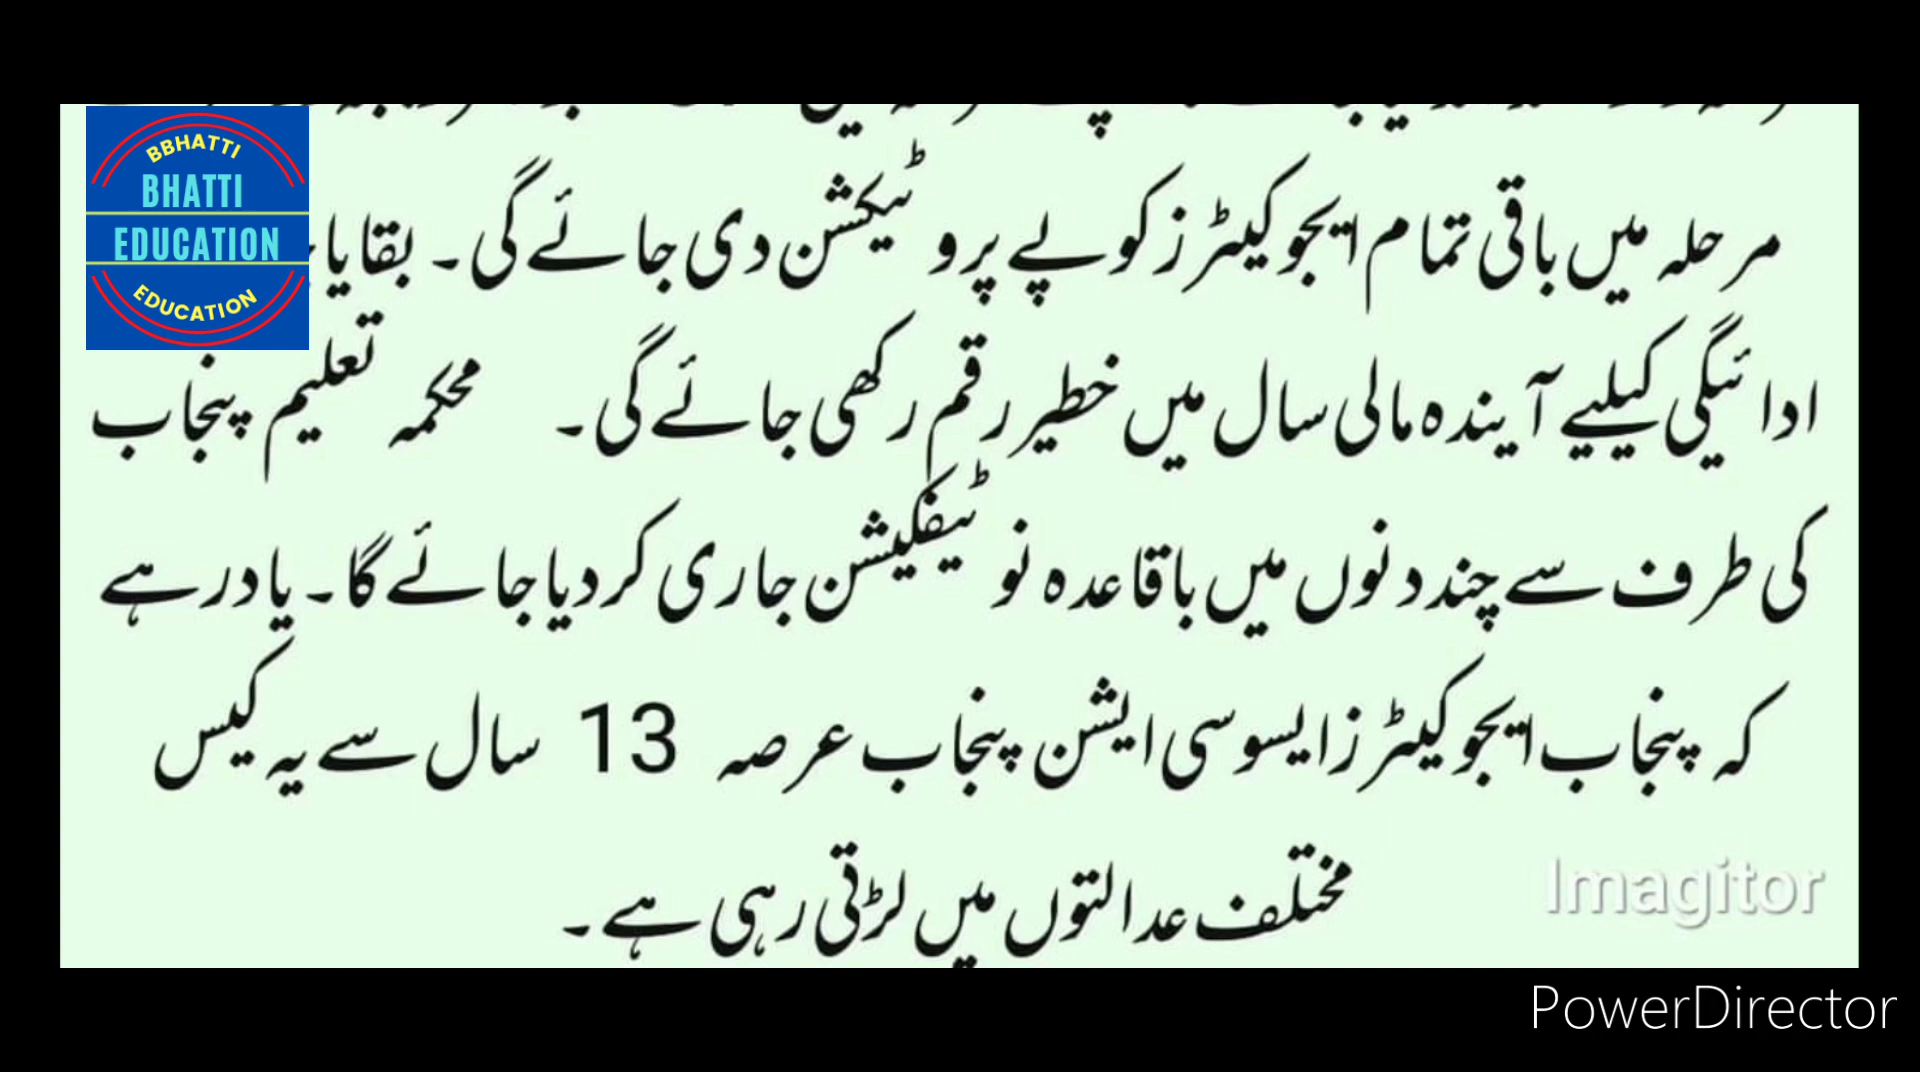 BBHATTI
BHATTI
EDUCATION
EDUCATION
مرحلہ میں باقی تمام ایجوکیٹرز کو پے پروٹیکشن دی جائے گی۔ بقایا
ادائیگی کیلیے آیندہ مالی سال میں خطیر رقم رکھی جائے گی۔ محکمہ تعلیم پنجاب
کی طرف سے چند دنوں میں باقاعدہ نوٹیفکیشن جاری کر دیا جائے گا۔ یاد رہے
کہ پنجاب ایجوکیٹرز ایسوسی ایشن پنجاب عرصہ 13 سال سے یہ کیس
مختلف عدالتوں میں لڑتی رہی ہے۔
Imagitor
PowerDirector